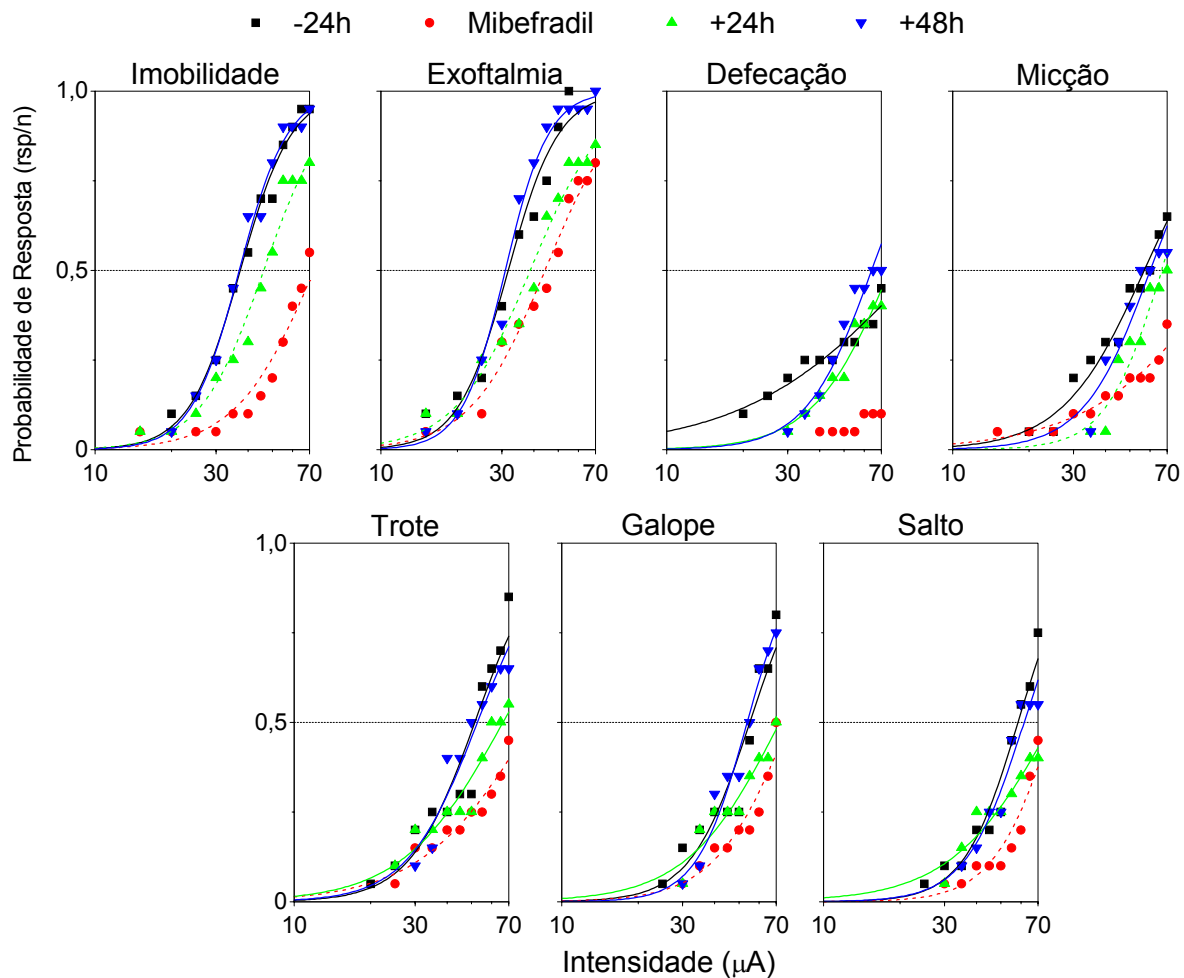 -24h Mibefradil +24h +48h
Imobilidade Exoftalmia Defecação Micção
Probabilidade de Resposta (rsp/n)
1,0
0,5
0
10 30 70 30 70 10 30 70 30 70
Trote Galope Salto
1,0
0,5
0
10 30 70 10 30 70 10 30 70
Intensidade (μA)